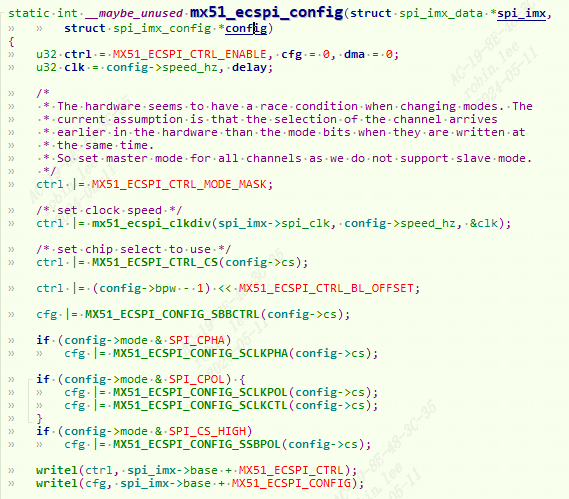 static int __maybe_unused mx51_ecspi_config(struct spi_imx_data *spi_imx,
struct spi_imx_config *config)
{
u32 ctrl = MX51_ECSPI_CTRL_ENABLE, cfg = 0, dma = 0;
u32 clk = config->speed_hz, delay;
/*
* The hardware seems to have a race condition when changing modes. The
* current assumption is that the selection of the channel arrives
* earlier in the hardware than the mode bits when they are written at
* the same time.
* So set master mode for all channels as we do not support slave mode.
*/
ctrl |= MX51_ECSPI_CTRL_MODE_MASK;
/* set clock speed */
ctrl |= mx51_ecspi_clkdiv(spi_imx->spi_clk, config->speed_hz, &clk);
/* set chip select to use */
ctrl |= MX51_ECSPI_CTRL_CS(config->cs);
ctrl |= (config->bpw - 1) << MX51_ECSPI_CTRL_BL_OFFSET;
cfg |= MX51_ECSPI_CONFIG_SBBCTRL(config->cs);
if (config->mode & SPI_CPHA)
cfg |= MX51_ECSPI_CONFIG_SCLKPHA(config->cs);
if (config->mode & SPI_CPOL) {
cfg |= MX51_ECSPI_CONFIG_SCLKPOL(config->cs);
cfg |= MX51_ECSPI_CONFIG_SCLKCTL(config->cs);
}
if (config->mode & SPI_CS_HIGH)
cfg |= MX51_ECSPI_CONFIG_SSBPOL(config->cs);
writel(ctrl, spi_imx->base + MX51_ECSPI_CTRL);
writel(cfg, spi_imx->base + MX51_ECSPI_CONFIG);